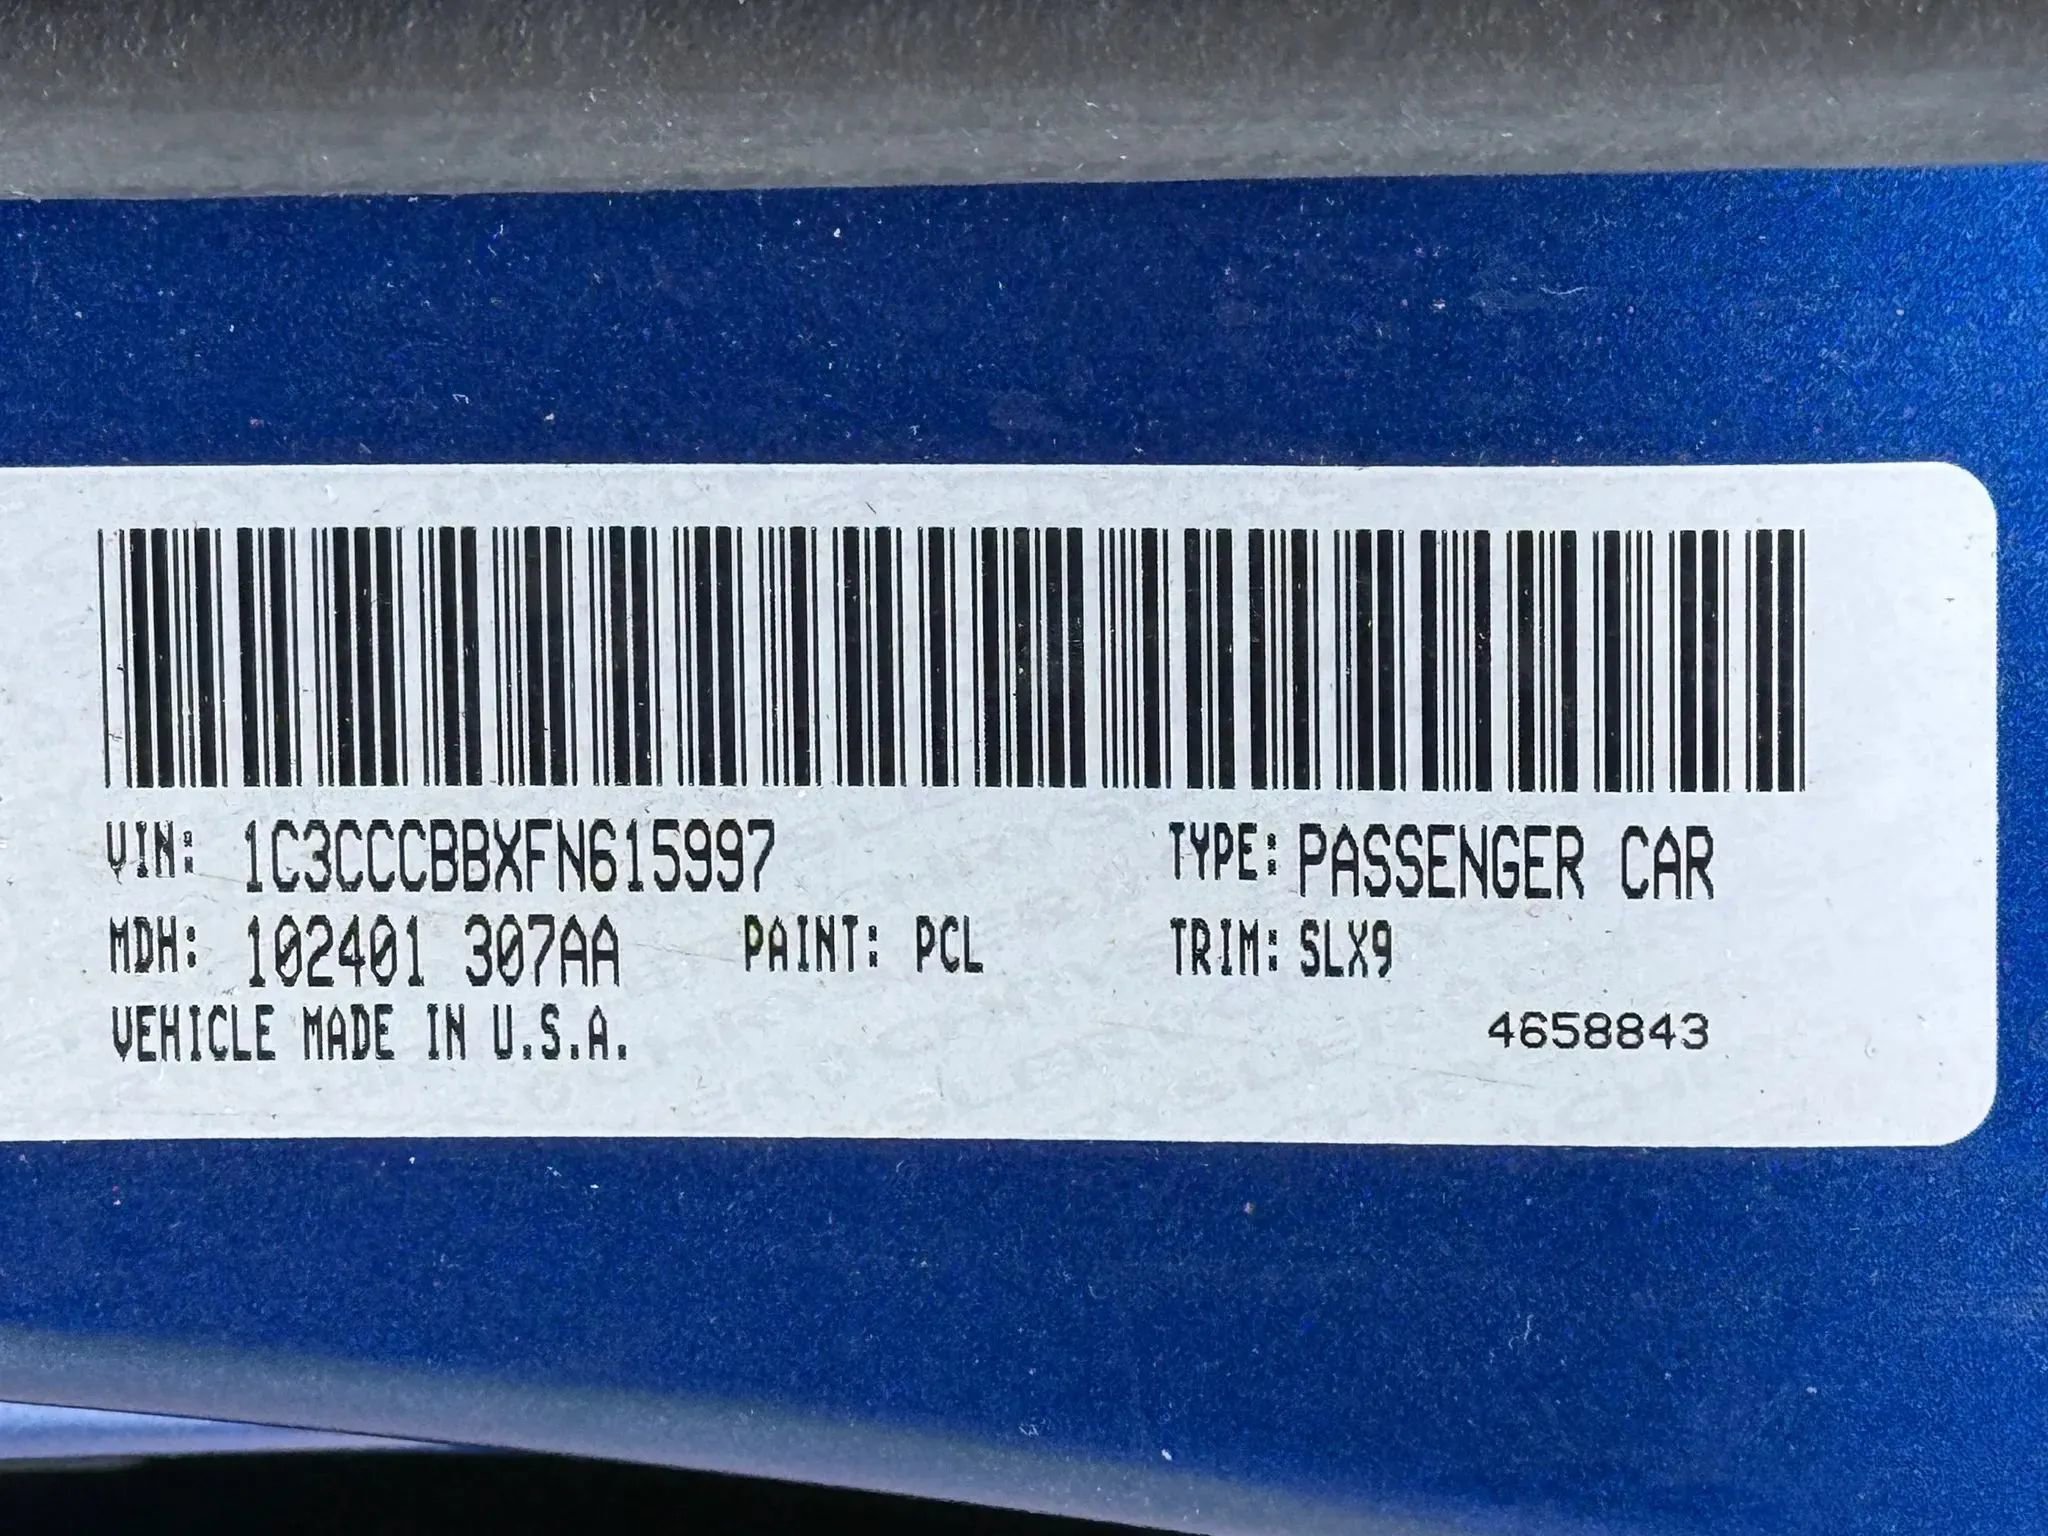 VIN: 1C3CCCBBXFN615997 TYPE: PASSENGER CAR
MDH: 102401 307AA PAINT: PCL TRIM: SLX9
VEHICLE MADE IN U.S.A. 4658843